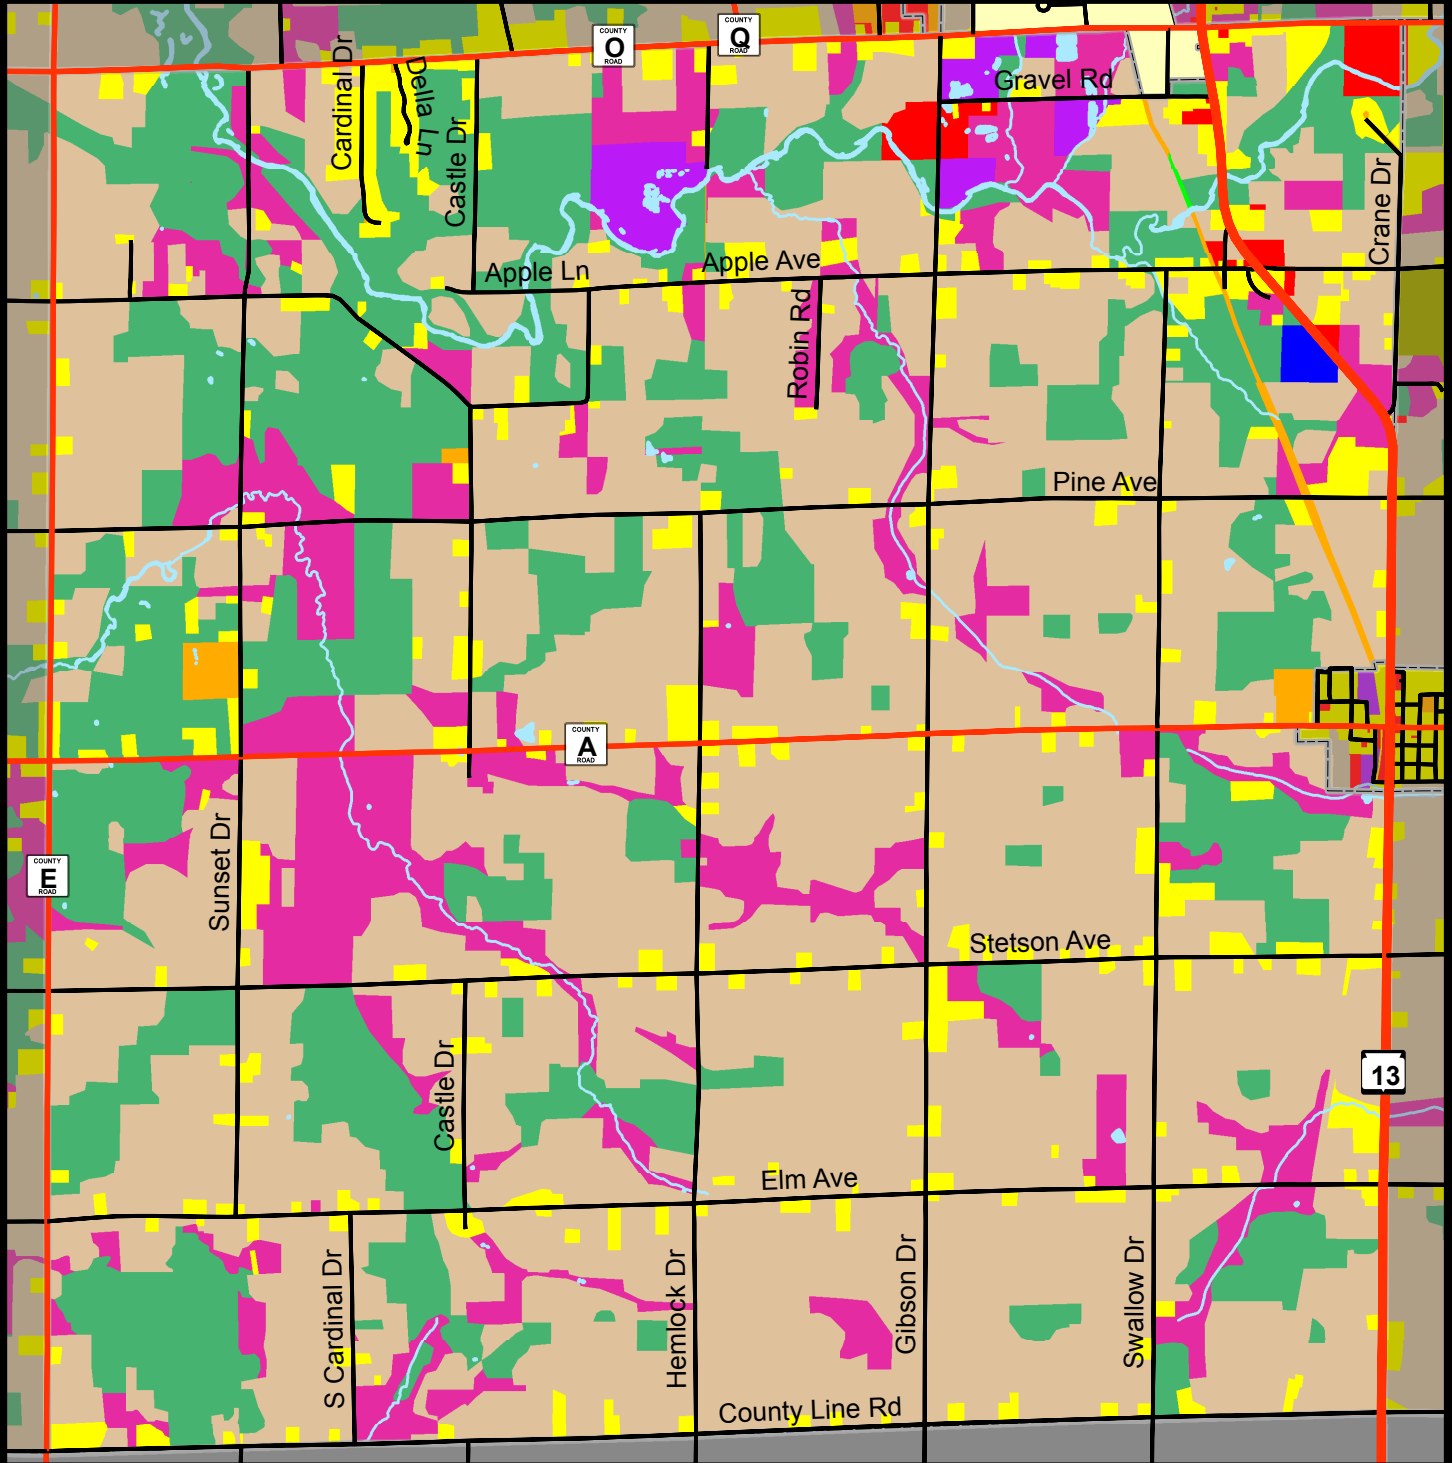 COUNTY
O
ROAD
COUNTY
Q
ROAD
Cardinal Dr
Della Ln
Castle Dr
Gravel Rd
Crane Dr
Apple Ln
Apple Ave
Robin Rd
Pine Ave
COUNTY
A
ROAD
Sunset Dr
COUNTY
E
ROAD
Stetson Ave
Castle Dr
13
Elm Ave
S Cardinal Dr
Hemlock Dr
Gibson Dr
Swallow Dr
County Line Rd